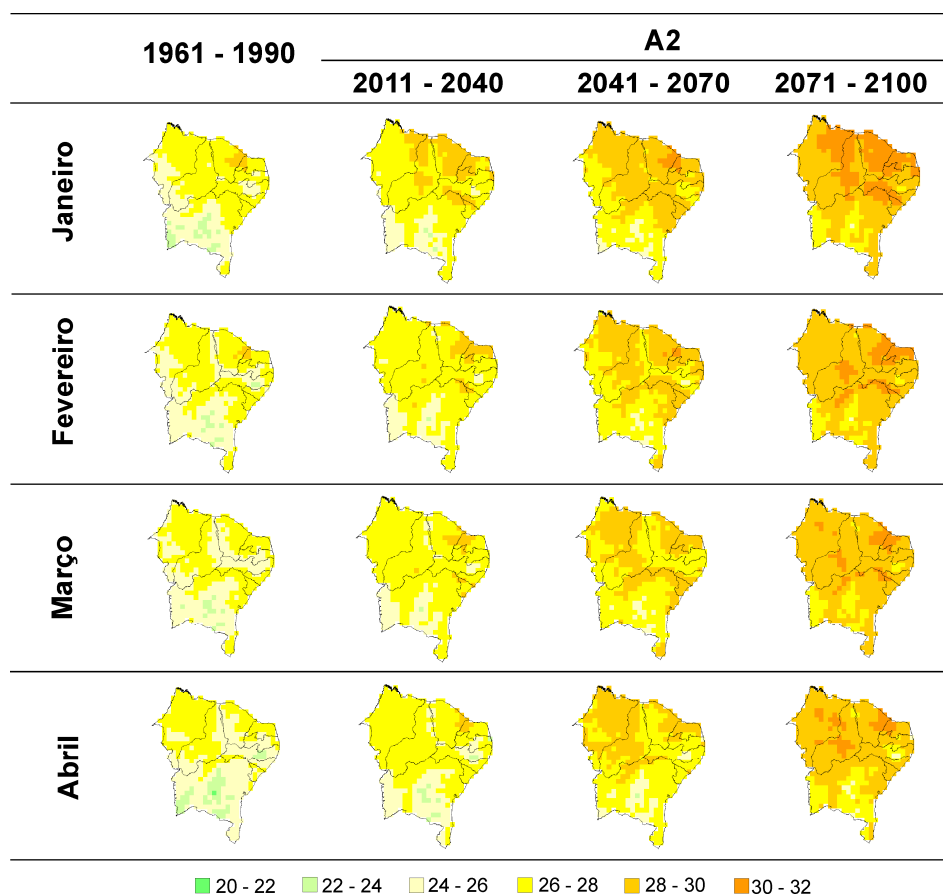 1961 - 1990
A2
2011 - 2040
2041 - 2070
2071 - 2100
Janeiro
Fevereiro
Março
Abril
20 - 22
22 - 24
24 - 26
26 - 28
28 - 30
30 - 32